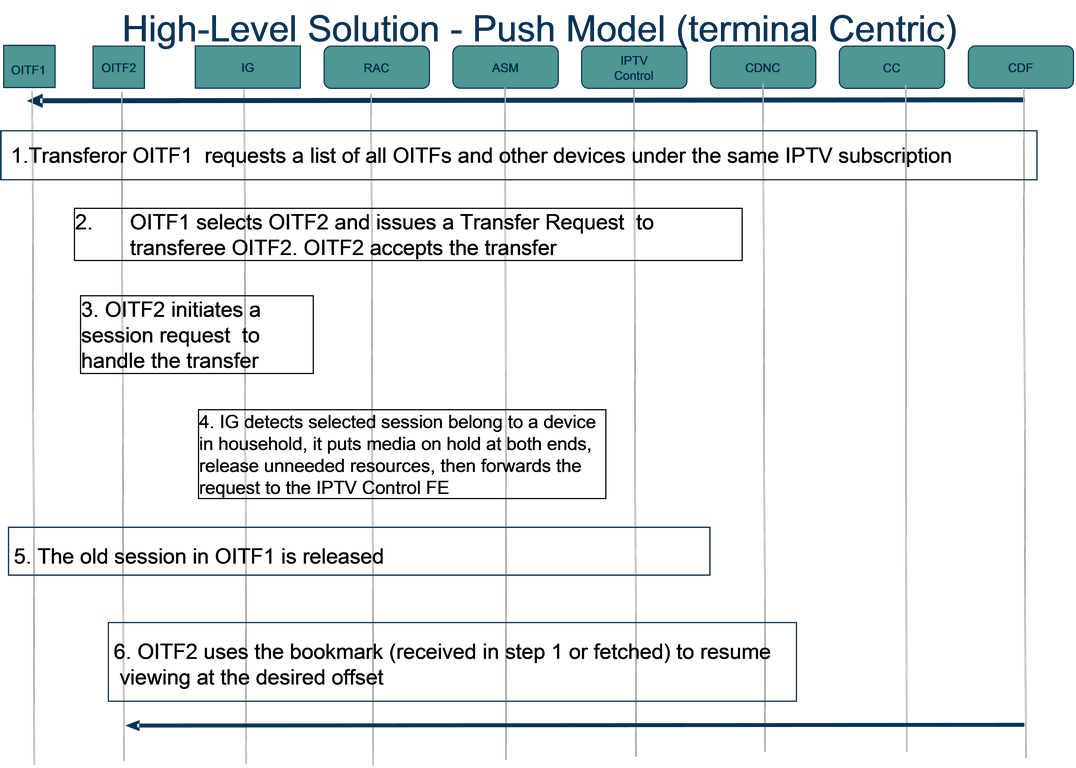 High-Level Solution - Push Model (terminal Centric)
OITF1
OITF2
IG
RAC
ASM
IPTV
Control
CDNC
CC
CDF
1.Transferor OITF1 requests a list of all OITFs and other devices under the same IPTV subscription
2. OITF1 selects OITF2 and issues a Transfer Request to
transferee OITF2. OITF2 accepts the transfer
3. OITF2 initiates a
session request to
handle the transfer
4. IG detects selected session belong to a device
in household, it puts media on hold at both ends,
release unneeded resources, then forwards the
request to the IPTV Control FE
5. The old session in OITF1 is released
6. OITF2 uses the bookmark (received in step 1 or fetched) to resume
viewing at the desired offset